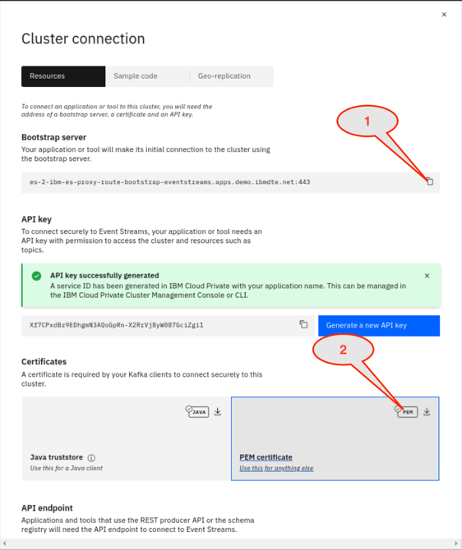 Cluster connection
Resources
Sample code
Geo-replication
To connect an application or tool to this cluster, you will need the
address of a bootstrap server, a certificate and an API key.
1
Bootstrap server
Your application or tool will make its initial connection to the cluster using
the bootstrap server.
es-2-ibm-es-proxy-route-bootstrap-eventstreams.apps.demo.ibmdte.net:443
API key
To connect securely to Event Streams, your application or tool needs an
API key with permission to access the cluster and resources such as
topics.
API key successfully generated
A service ID has been generated in IBM Cloud Private with your application name. This can be managed in
the IBM Cloud Private Cluster Management Console or CLI.
Xf7CPxdBz9EDhgmN3AQoGpRn-X2RzVj8yW087GciZgi1
Generate a new API key
2
Certificates
A certificate is required by your Kafka clients to connect securely to this
cluster.
JAVA
PEM
Java truststore
Use this for a Java client
PEM certificate
Use this for anything else
API endpoint
Applications and tools that use the REST producer API or the schema
registry will need the API endpoint to connect to Event Streams.